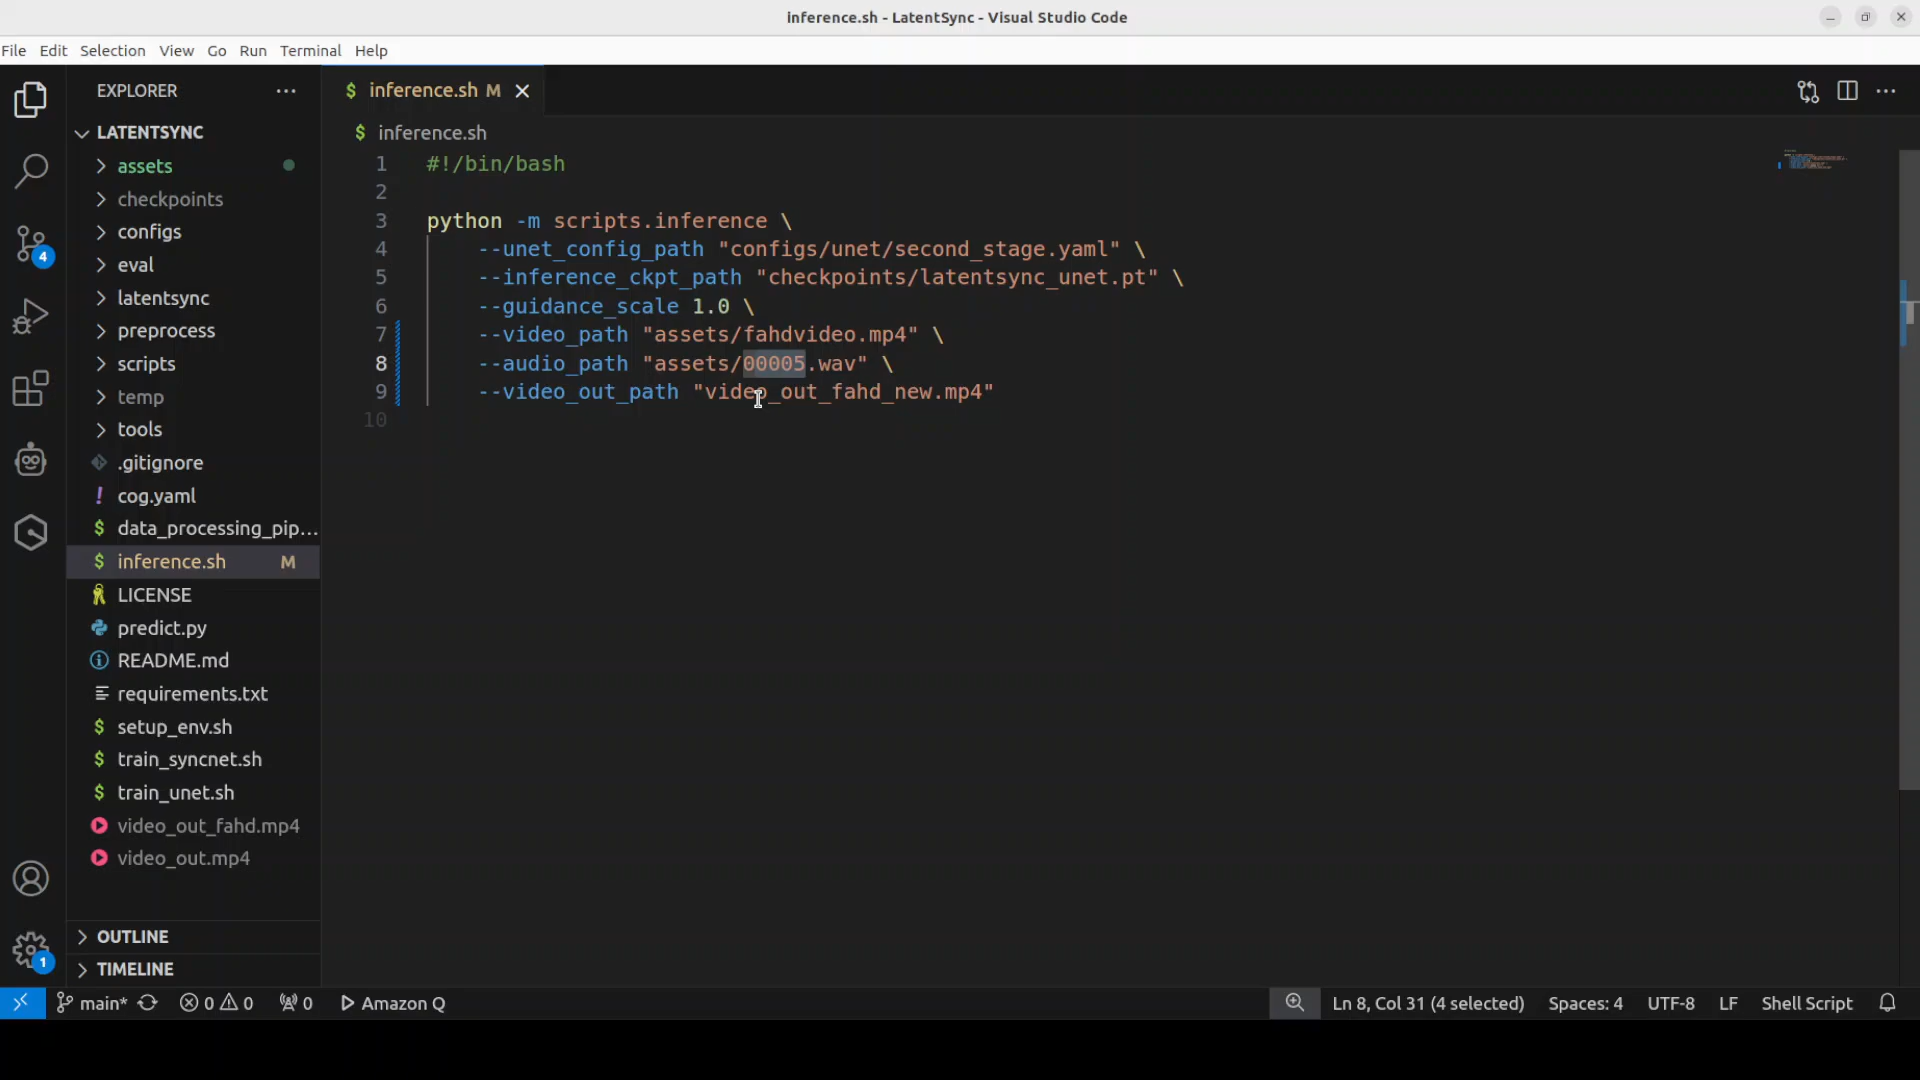 inference.sh - LatentSync - Visual Studio Code
File Edit Selection View Go Run Terminal Help
EXPLORER
LATENTSYNC
assets
checkpoints
configs
eval
latentsync
preprocess
scripts
temp
tools
.gitignore
cog.yaml
data_processing_pip...
inference.sh M
LICENSE
predict.py
README.md
requirements.txt
setup_env.sh
train_syncnet.sh
train_unet.sh
video_out_fahd.mp4
video_out.mp4
OUTLINE
TIMELINE
4
1
$ inference.sh M
$ inference.sh
1 #!/bin/bash
2
3 python -m scripts.inference \
4 --unet_config_path "configs/unet/second_stage.yaml" \
5 --inference_ckpt_path "checkpoints/latentsync_unet.pt" \
6 --guidance_scale 1.0 \
7 --video_path "assets/fahdvideo.mp4" \
8 --audio_path "assets/00005.wav" \
9 --video_out_path "video_out_fahd_new.mp4"
10
main* 0 0 0 Amazon Q Ln 8, Col 31 (4 selected) Spaces: 4 UTF-8 LF Shell Script